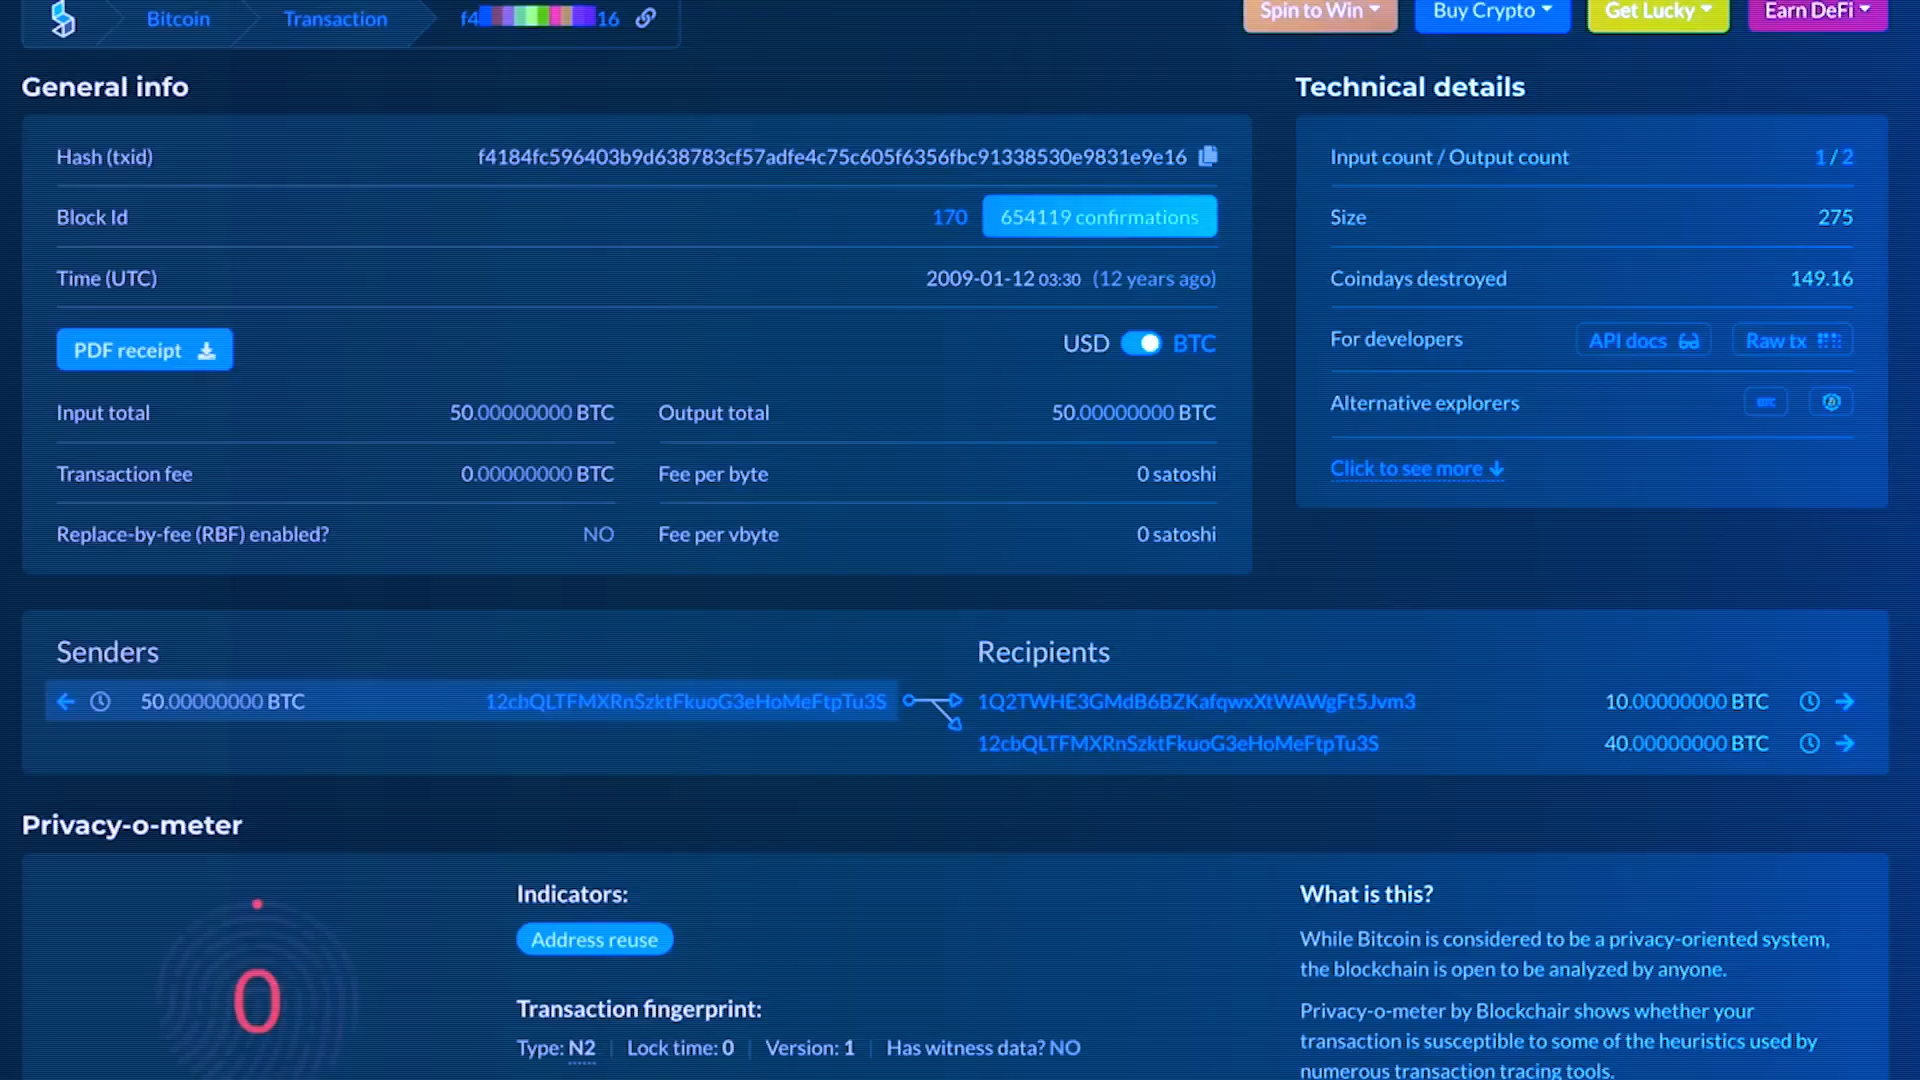 Bitcoin Transaction f4 16
Spin to Win Buy Crypto Get Lucky Earn DeFi
General info
Hash (txid) f4184fc596403b9d638783cf57adfe4c75c605f6356fbc91338530e9831e9e16
Block Id 170 654119 confirmations
Time (UTC) 2009-01-12 03:30 (12 years ago)
PDF receipt USD BTC
Input total 50.00000000 BTC Output total 50.00000000 BTC
Transaction fee 0.00000000 BTC Fee per byte 0 satoshi
Replace-by-fee (RBF) enabled? NO Fee per vbyte 0 satoshi
Technical details
Input count / Output count 1 / 2
Size 275
Coindays destroyed 149.16
For developers API docs Raw tx
Alternative explorers
Click to see more
Senders
50.00000000 BTC 12cbQLTFMXRnSzktFkuoG3eHoMeFtpTu3S
Recipients
1Q2TWHE3GMdB6BZKafqwxXtWAWgFt5Jvm3 10.00000000 BTC
12cbQLTFMXRnSzktFkuoG3eHoMeFtpTu3S 40.00000000 BTC
Privacy-o-meter
0
Indicators:
Address reuse
Transaction fingerprint:
Type: N2 Lock time: 0 Version: 1 Has witness data? NO
What is this?
While Bitcoin is considered to be a privacy-oriented system,
the blockchain is open to be analyzed by anyone.
Privacy-o-meter by Blockchair shows whether your
transaction is susceptible to some of the heuristics used by
numerous transaction tracing tools.